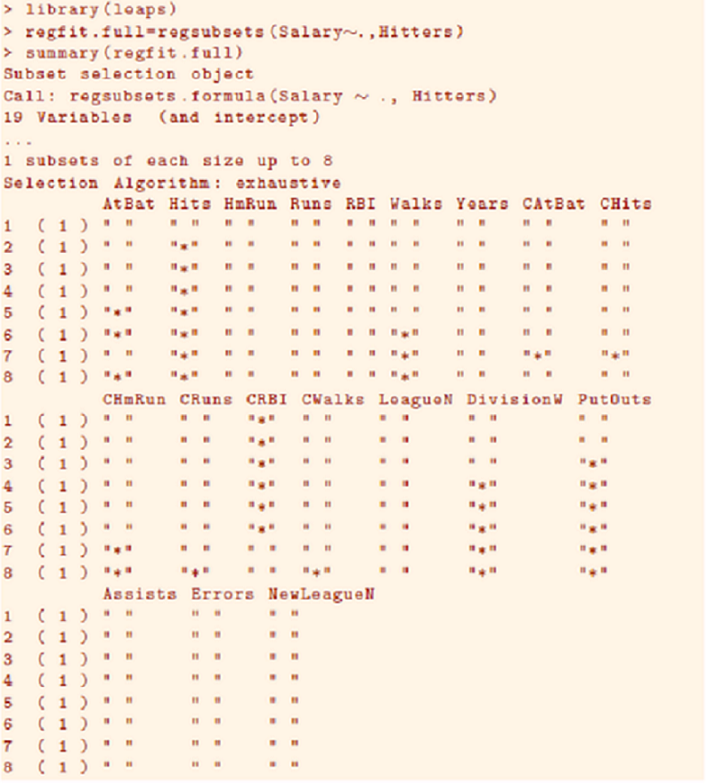 > library(leaps)
> regfit.full=regsubsets(Salary~.,Hitters)
> summary(regfit.full)
Subset selection object
Call: regsubsets.formula(Salary ~ ., Hitters)
19 Variables  (and intercept)
...
1 subsets of each size up to 8
Selection Algorithm: exhaustive
         AtBat Hits HmRun Runs RBI Walks Years CAtBat CHits
1  ( 1 ) " "   " "  " "   " "  " " " "   " "   " "    " "
2  ( 1 ) " "   "*"  " "   " "  " " " "   " "   " "    " "
3  ( 1 ) " "   "*"  " "   " "  " " " "   " "   " "    " "
4  ( 1 ) " "   "*"  " "   " "  " " " "   " "   " "    " "
5  ( 1 ) "*"   "*"  " "   " "  " " " "   " "   " "    " "
6  ( 1 ) "*"   "*"  " "   " "  " " "*"   " "   " "    " "
7  ( 1 ) " "   "*"  " "   " "  " " "*"   " "   "*"    "*"
8  ( 1 ) "*"   "*"  " "   " "  " " "*"   " "   " "    " "
         CHmRun CRuns CRBI CWalks LeagueN DivisionW PutOuts
1  ( 1 ) " "    " "   "*"  " "    " "     " "       " "
2  ( 1 ) " "    " "   "*"  " "    " "     " "       " "
3  ( 1 ) " "    " "   "*"  " "    " "     " "       "*"
4  ( 1 ) " "    " "   "*"  " "    " "     "*"       "*"
5  ( 1 ) " "    " "   "*"  " "    " "     "*"       "*"
6  ( 1 ) " "    " "   "*"  " "    " "     "*"       "*"
7  ( 1 ) "*"    " "   " "  " "    " "     "*"       "*"
8  ( 1 ) "*"    "*"   " "  "*"    " "     "*"       "*"
         Assists Errors NewLeagueN
1  ( 1 ) " "     " "    " "
2  ( 1 ) " "     " "    " "
3  ( 1 ) " "     " "    " "
4  ( 1 ) " "     " "    " "
5  ( 1 ) " "     " "    " "
6  ( 1 ) " "     " "    " "
7  ( 1 ) " "     " "    " "
8  ( 1 ) " "     " "    " "